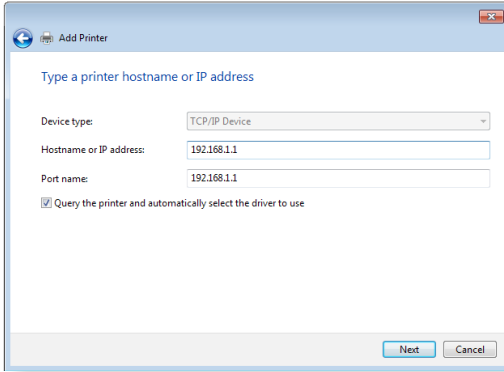 Add Printer
Type a printer hostname or IP address
Device type: TCP/IP Device
Hostname or IP address: 192.168.1.1
Port name: 192.168.1.1
Query the printer and automatically select the driver to use
Next Cancel